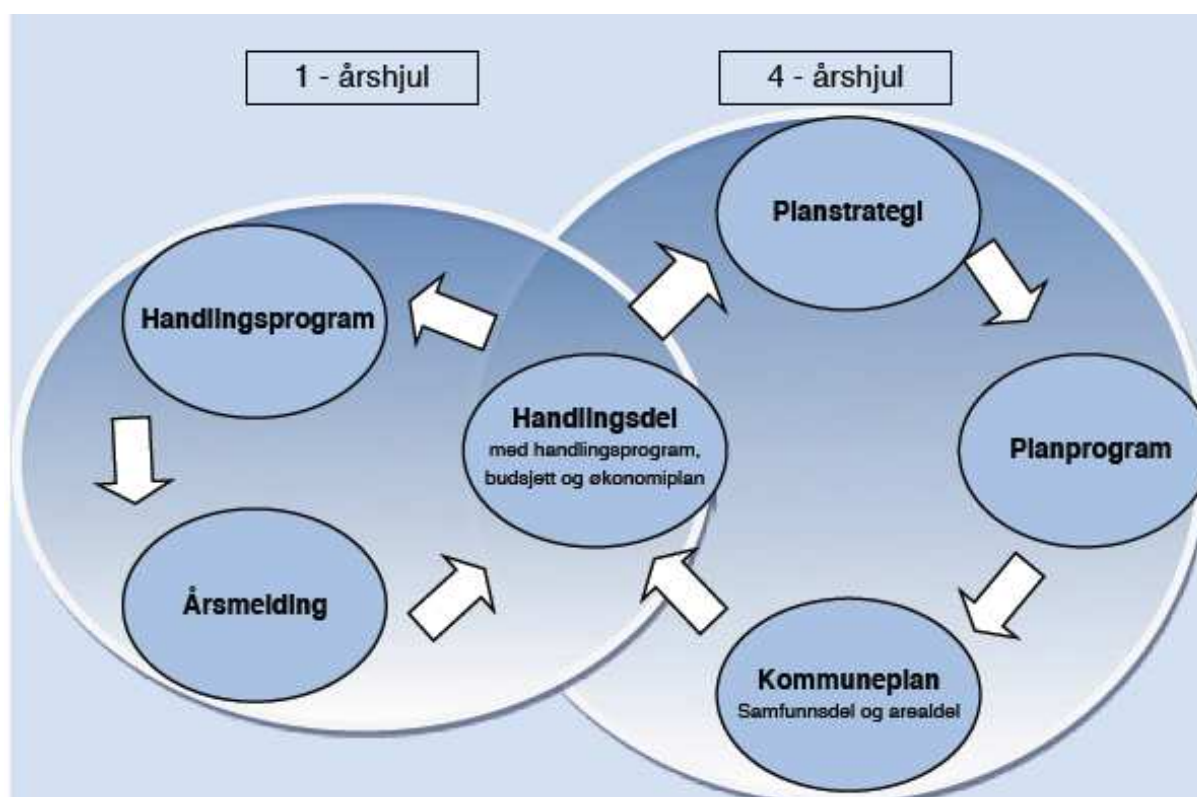 1 - årshjul
4 - årshjul
Planstrategi
Handlingsprogram
Handlingsdel
med handlingsprogram,
budsjett og økonomiplan
Planprogram
Årsmelding
Kommuneplan
Samfunnsdel og arealdel